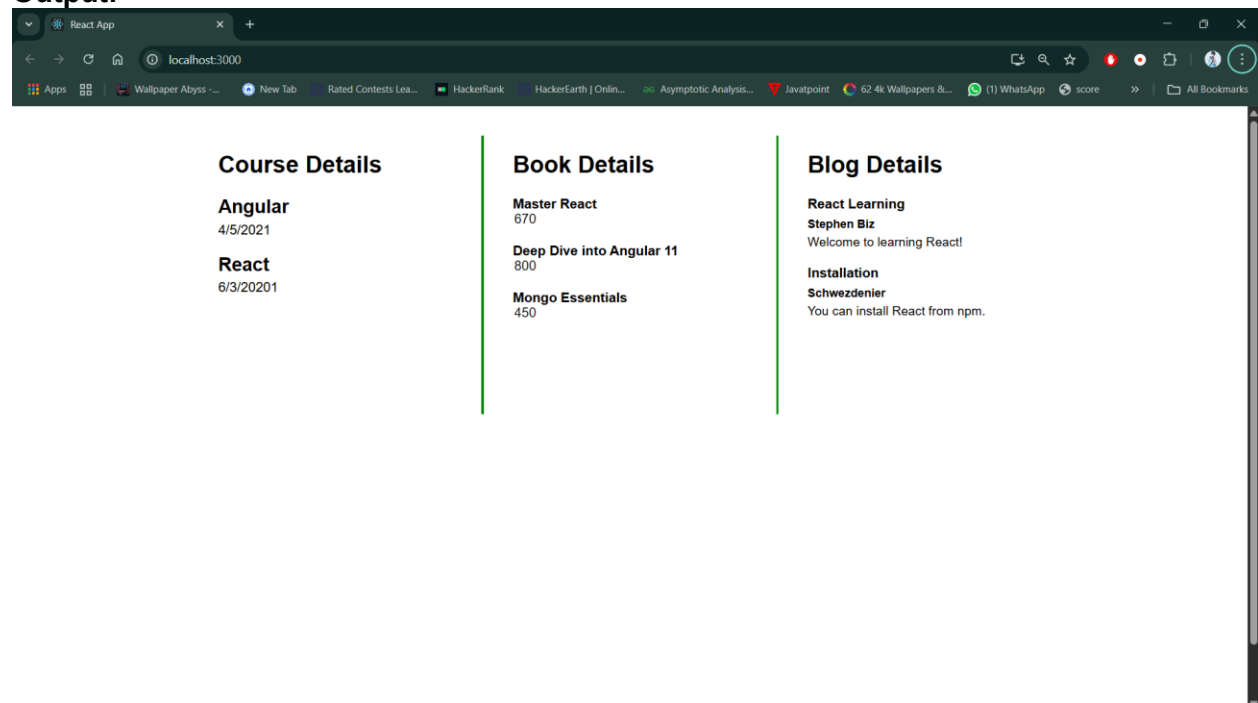 Output:
React App
localhost:3000
Apps
Wallpaper Abyss -...
New Tab
Rated Contests Lea...
HackerRank
HackerEarth | Onlin...
Asymptotic Analysis...
Javatpoint
62 4k Wallpapers &...
(1) WhatsApp
score
All Bookmarks
Course Details
Angular
4/5/2021
React
6/3/20201
Book Details
Master React
670
Deep Dive into Angular 11
800
Mongo Essentials
450
Blog Details
React Learning
Stephen Biz
Welcome to learning React!
Installation
Schwezdenier
You can install React from npm.